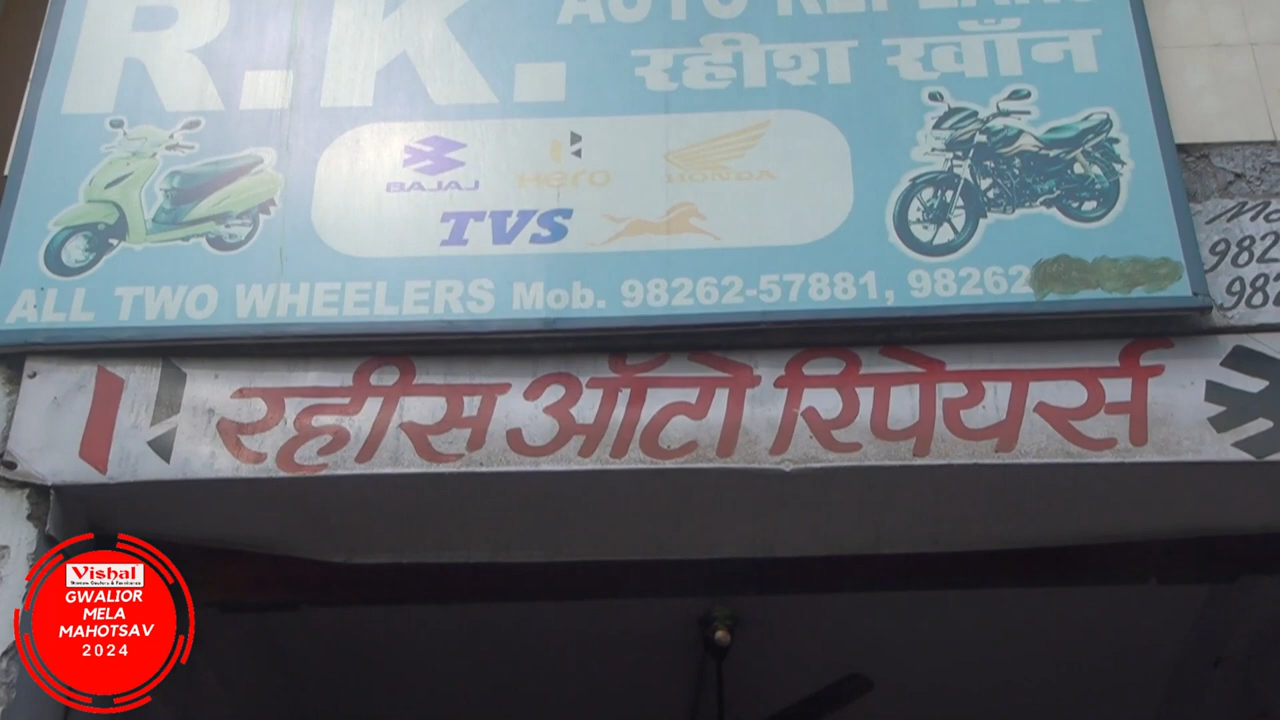 R.K.
AUTO
रहीश खॉन
BAJAJ Hero HONDA
TVS
ALL TWO WHEELERS Mob. 98262-57881, 98262
रहीस ऑटो रिपेयर्स
Vishal
GWALIOR
MELA
MAHOTSAV
2024